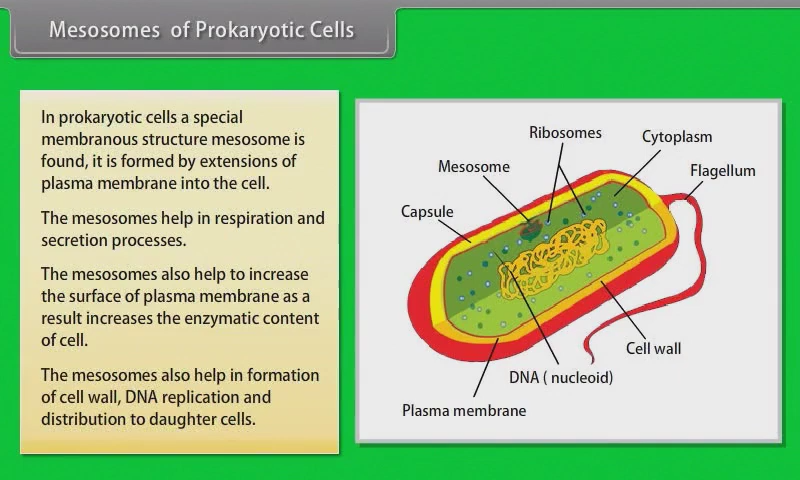 Mesosomes of Prokaryotic Cells
In prokaryotic cells a special
membranous structure mesosome is
found, it is formed by extensions of
plasma membrane into the cell.
The mesosomes help in respiration and
secretion processes.
The mesosomes also help to increase
the surface of plasma membrane as a
result increases the enzymatic content
of cell.
The mesosomes also help in formation
of cell wall, DNA replication and
distribution to daughter cells.
Ribosomes
Cytoplasm
Mesosome
Flagellum
Capsule
Cell wall
DNA ( nucleoid)
Plasma membrane